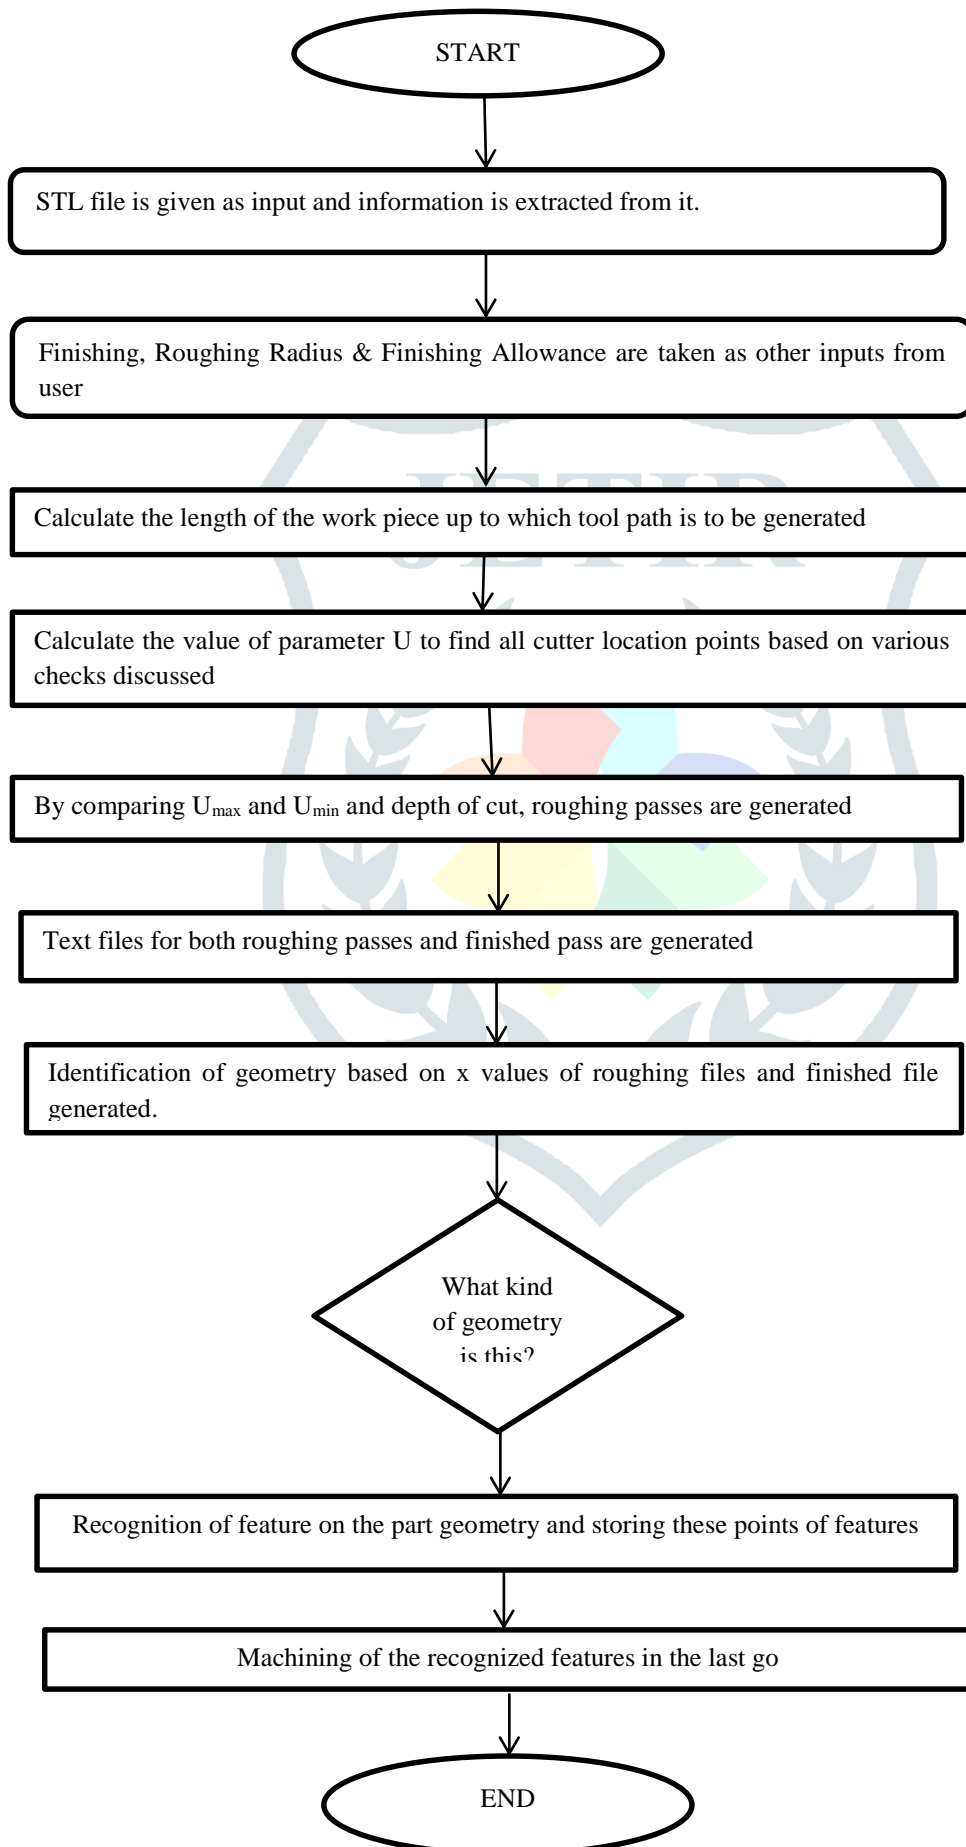 START
STL file is given as input and information is extracted from it.
Finishing, Roughing Radius & Finishing Allowance are taken as other inputs from
user
JETIR
Calculate the length of the work piece up to which tool path is to be generated
Calculate the value of parameter U to find all cutter location points based on various
checks discussed
By comparing Umax and Umin and depth of cut, roughing passes are generated
Text files for both roughing passes and finished pass are generated
Identification of geometry based on x values of roughing files and finished file
generated.
What kind
of geometry
is this?
Recognition of feature on the part geometry and storing these points of features
Machining of the recognized features in the last go
END